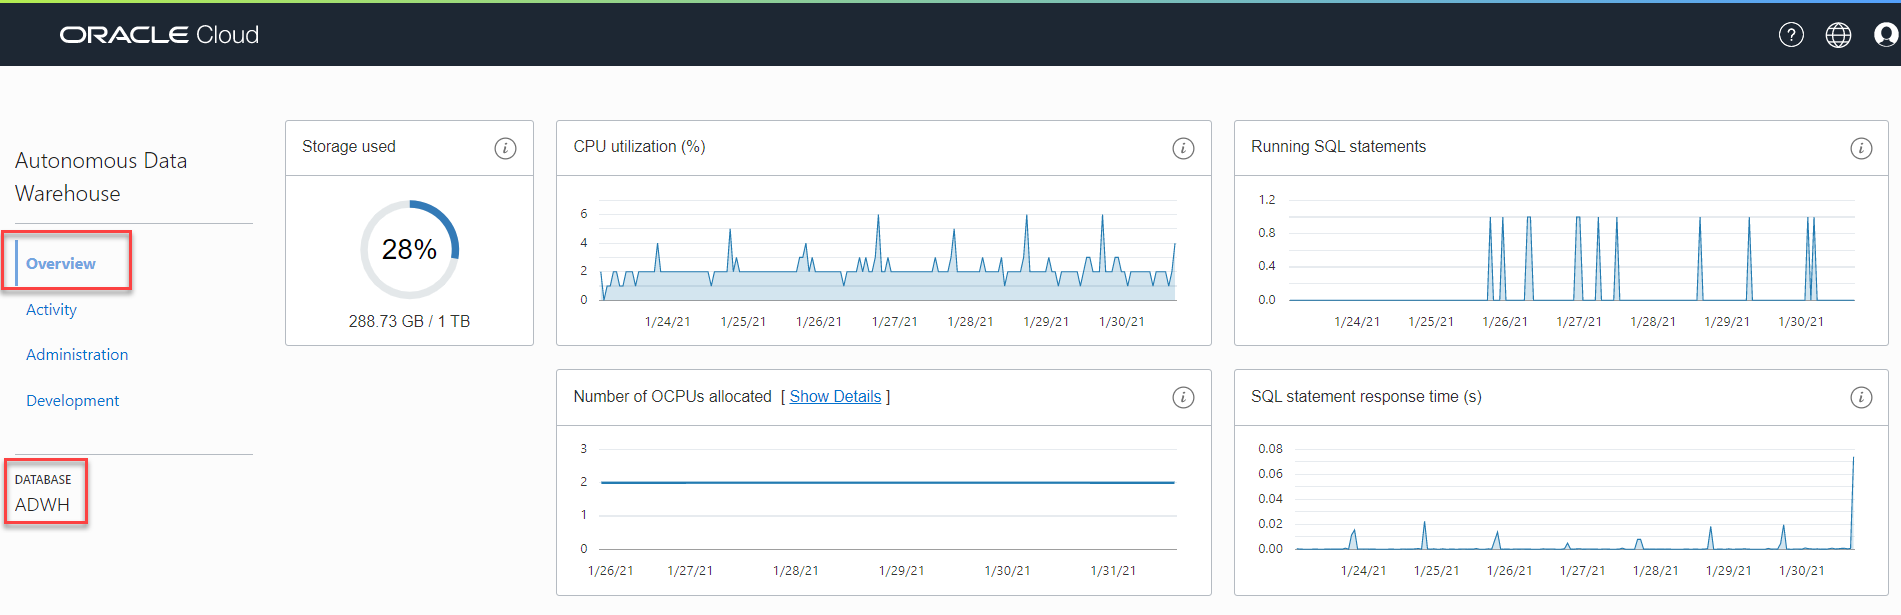 ORACLE Cloud
?
Autonomous Data
Warehouse
Overview
Activity
Administration
Development
DATABASE
ADWH
Storage used
i
28%
288.73 GB / 1 TB
CPU utilization (%)
i
6
4
2
0
1/24/21 1/25/21 1/26/21 1/27/21 1/28/21 1/29/21 1/30/21
Running SQL statements
i
1.2
0.8
0.4
0.0
1/24/21 1/25/21 1/26/21 1/27/21 1/28/21 1/29/21 1/30/21
Number of OCPUs allocated [ Show Details ]
i
3
2
1
0
1/26/21 1/27/21 1/28/21 1/29/21 1/30/21 1/31/21
SQL statement response time (s)
i
0.08
0.06
0.04
0.02
0.00
1/24/21 1/25/21 1/26/21 1/27/21 1/28/21 1/29/21 1/30/21